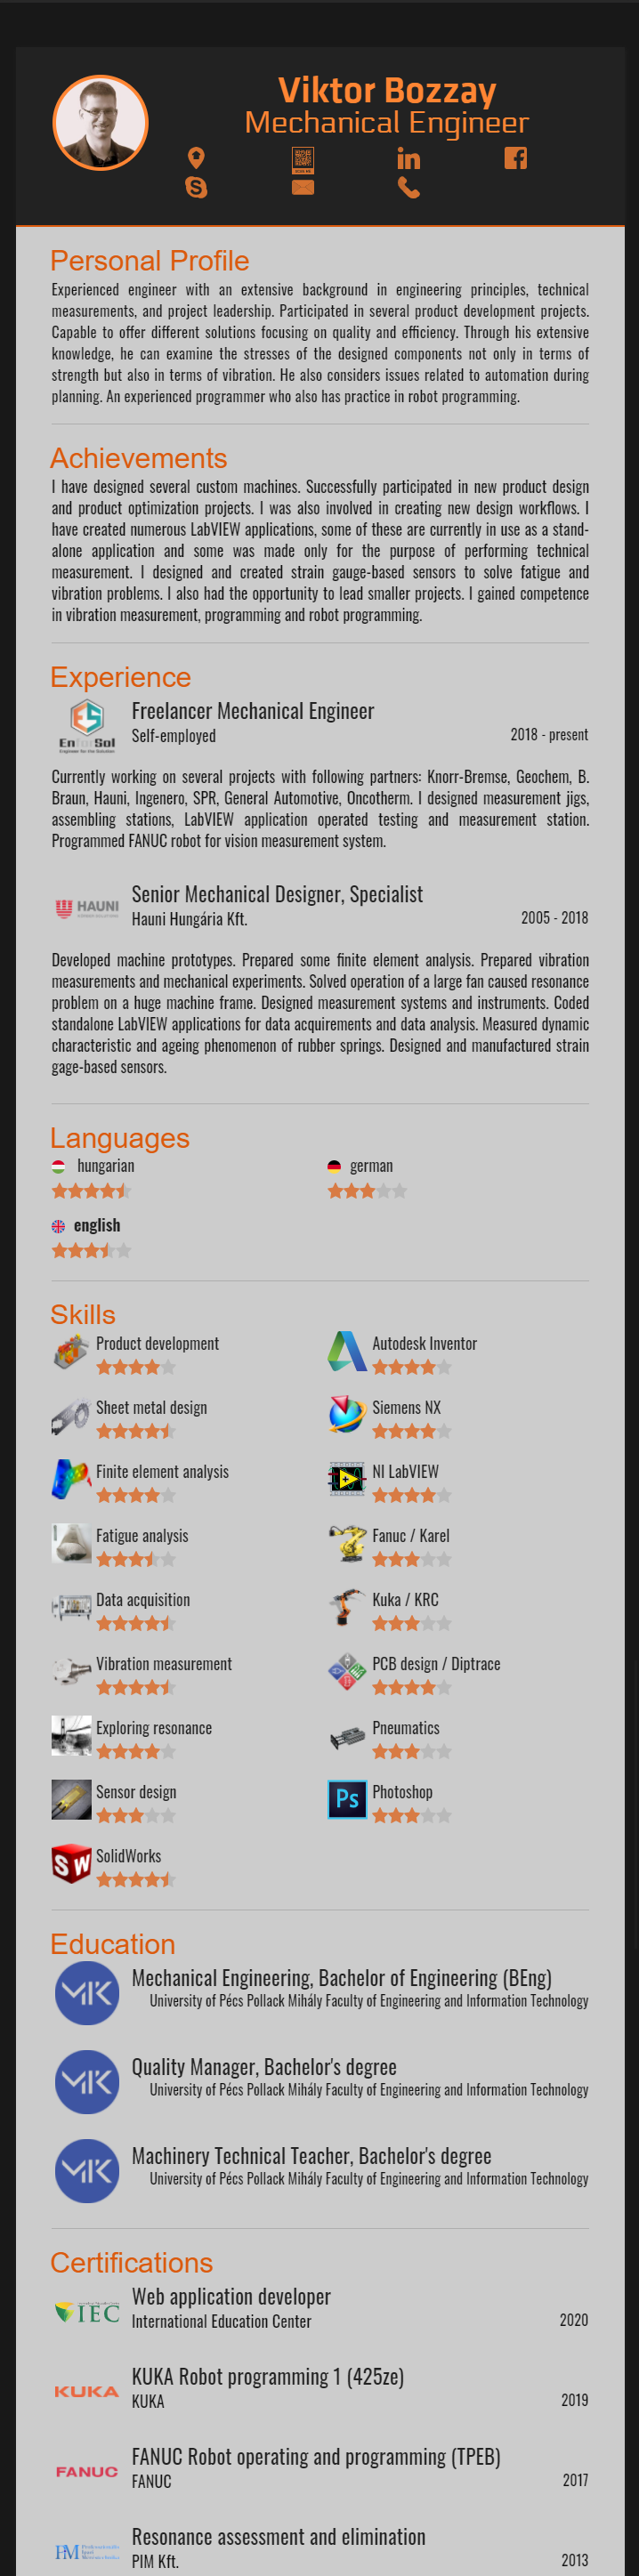 Viktor Bozzay
Mechanical Engineer
Personal Profile
Experienced engineer with an extensive background in engineering principles, technical
measurements, and project leadership. Participated in several product development projects.
Capable to offer different solutions focusing on quality and efficiency. Through his extensive
knowledge, he can examine the stresses of the designed components not only in terms of
strength but also in terms of vibration. He also considers issues related to automation during
planning. An experienced programmer who also has practice in robot programming.
Achievements
I have designed several custom machines. Successfully participated in new product design
and product optimization projects. I was also involved in creating new design workflows. I
have created numerous LabVIEW applications, some of these are currently in use as a stand-
alone application and some was made only for the purpose of performing technical
measurement. I designed and created strain gauge-based sensors to solve fatigue and
vibration problems. I also had the opportunity to lead smaller projects. I gained competence
in vibration measurement, programming and robot programming.
Experience
Freelancer Mechanical Engineer
EnforSol
Engineer for the Solution
Self-employed 2018 - present
Currently working on several projects with following partners: Knorr-Bremse, Geochem, B.
Braun, Hauni, Ingenero, SPR, General Automotive, Oncotherm. I designed measurement jigs,
assembling stations, LabVIEW application operated testing and measurement station.
Programmed FANUC robot for vision measurement system.
Senior Mechanical Designer, Specialist
HAUNI
Hauni Hungária Kft. 2005 - 2018
Developed machine prototypes. Prepared some finite element analysis. Prepared vibration
measurements and mechanical experiments. Solved operation of a large fan caused resonance
problem on a huge machine frame. Designed measurement systems and instruments. Coded
standalone LabVIEW applications for data acquirements and data analysis. Measured dynamic
characteristic and ageing phenomenon of rubber springs. Designed and manufactured strain
gage-based sensors.
Languages
hungarian german
english
Skills
Product development Autodesk Inventor
Sheet metal design Siemens NX
Finite element analysis NI LabVIEW
Fatigue analysis Fanuc / Karel
Data acquisition Kuka / KRC
Vibration measurement PCB design / Diptrace
Exploring resonance Pneumatics
Sensor design Ps Photoshop
SW SolidWorks
Education
MIK Mechanical Engineering, Bachelor of Engineering (BEng)
University of Pécs Pollack Mihály Faculty of Engineering and Information Technology
MIK Quality Manager, Bachelor's degree
University of Pécs Pollack Mihály Faculty of Engineering and Information Technology
MIK Machinery Technical Teacher, Bachelor's degree
University of Pécs Pollack Mihály Faculty of Engineering and Information Technology
Certifications
Web application developer
IEC
International Education Center 2020
KUKA Robot programming 1 (425ze)
KUKA
KUKA 2019
FANUC Robot operating and programming (TPEB)
FANUC
FANUC 2017
Resonance assessment and elimination
PIM
PIM Kft. 2013